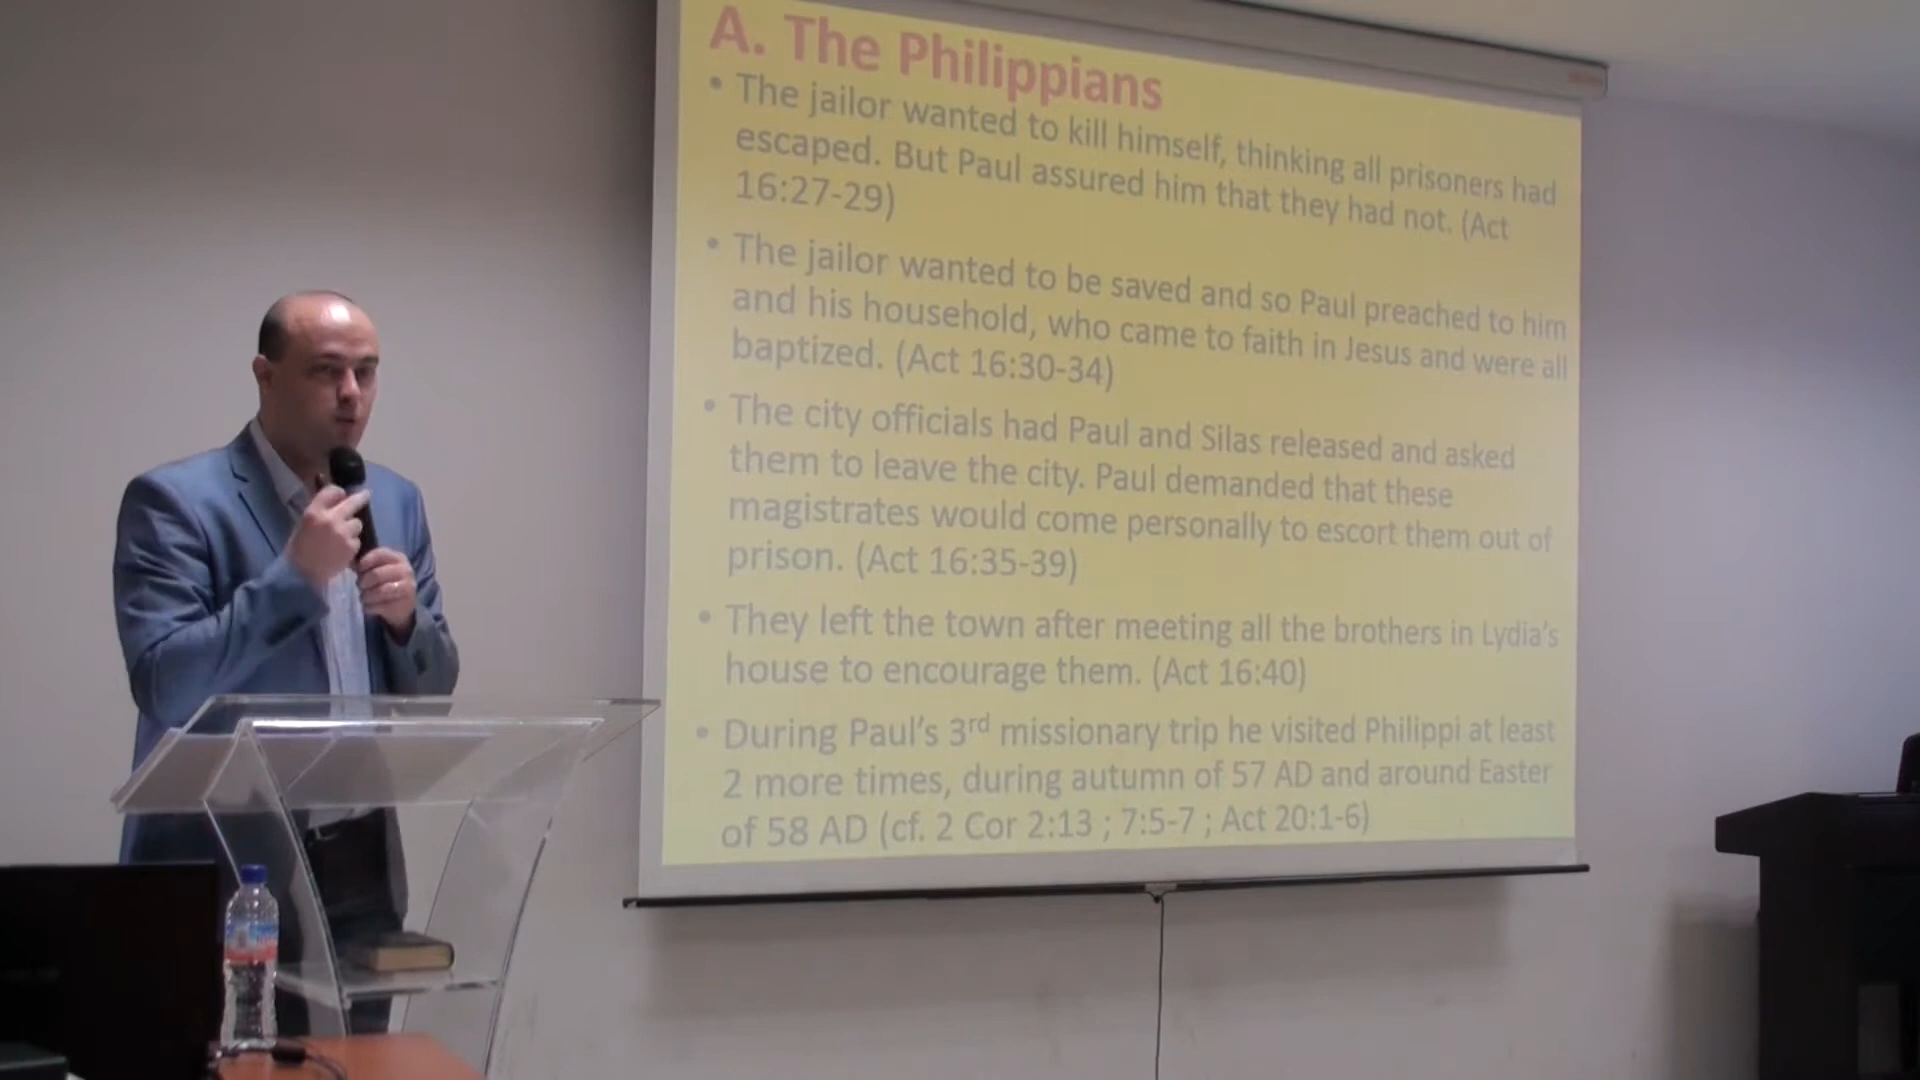 A. The Philippians
• The jailor wanted to kill himself, thinking all prisoners had
escaped. But Paul assured him that they had not. (Act
16:27-29)
• The jailor wanted to be saved and so Paul preached to him
and his household, who came to faith in Jesus and were all
baptized. (Act 16:30-34)
• The city officials had Paul and Silas released and asked
them to leave the city. Paul demanded that these
magistrates would come personally to escort them out of
prison. (Act 16:35-39)
• They left the town after meeting all the brothers in Lydia's
house to encourage them. (Act 16:40)
• During Paul's 3rd missionary trip he visited Philippi at least
2 more times, during autumn of 57 AD and around Easter
of 58 AD (cf. 2 Cor 2:13 ; 7:5-7 ; Act 20:1-6)